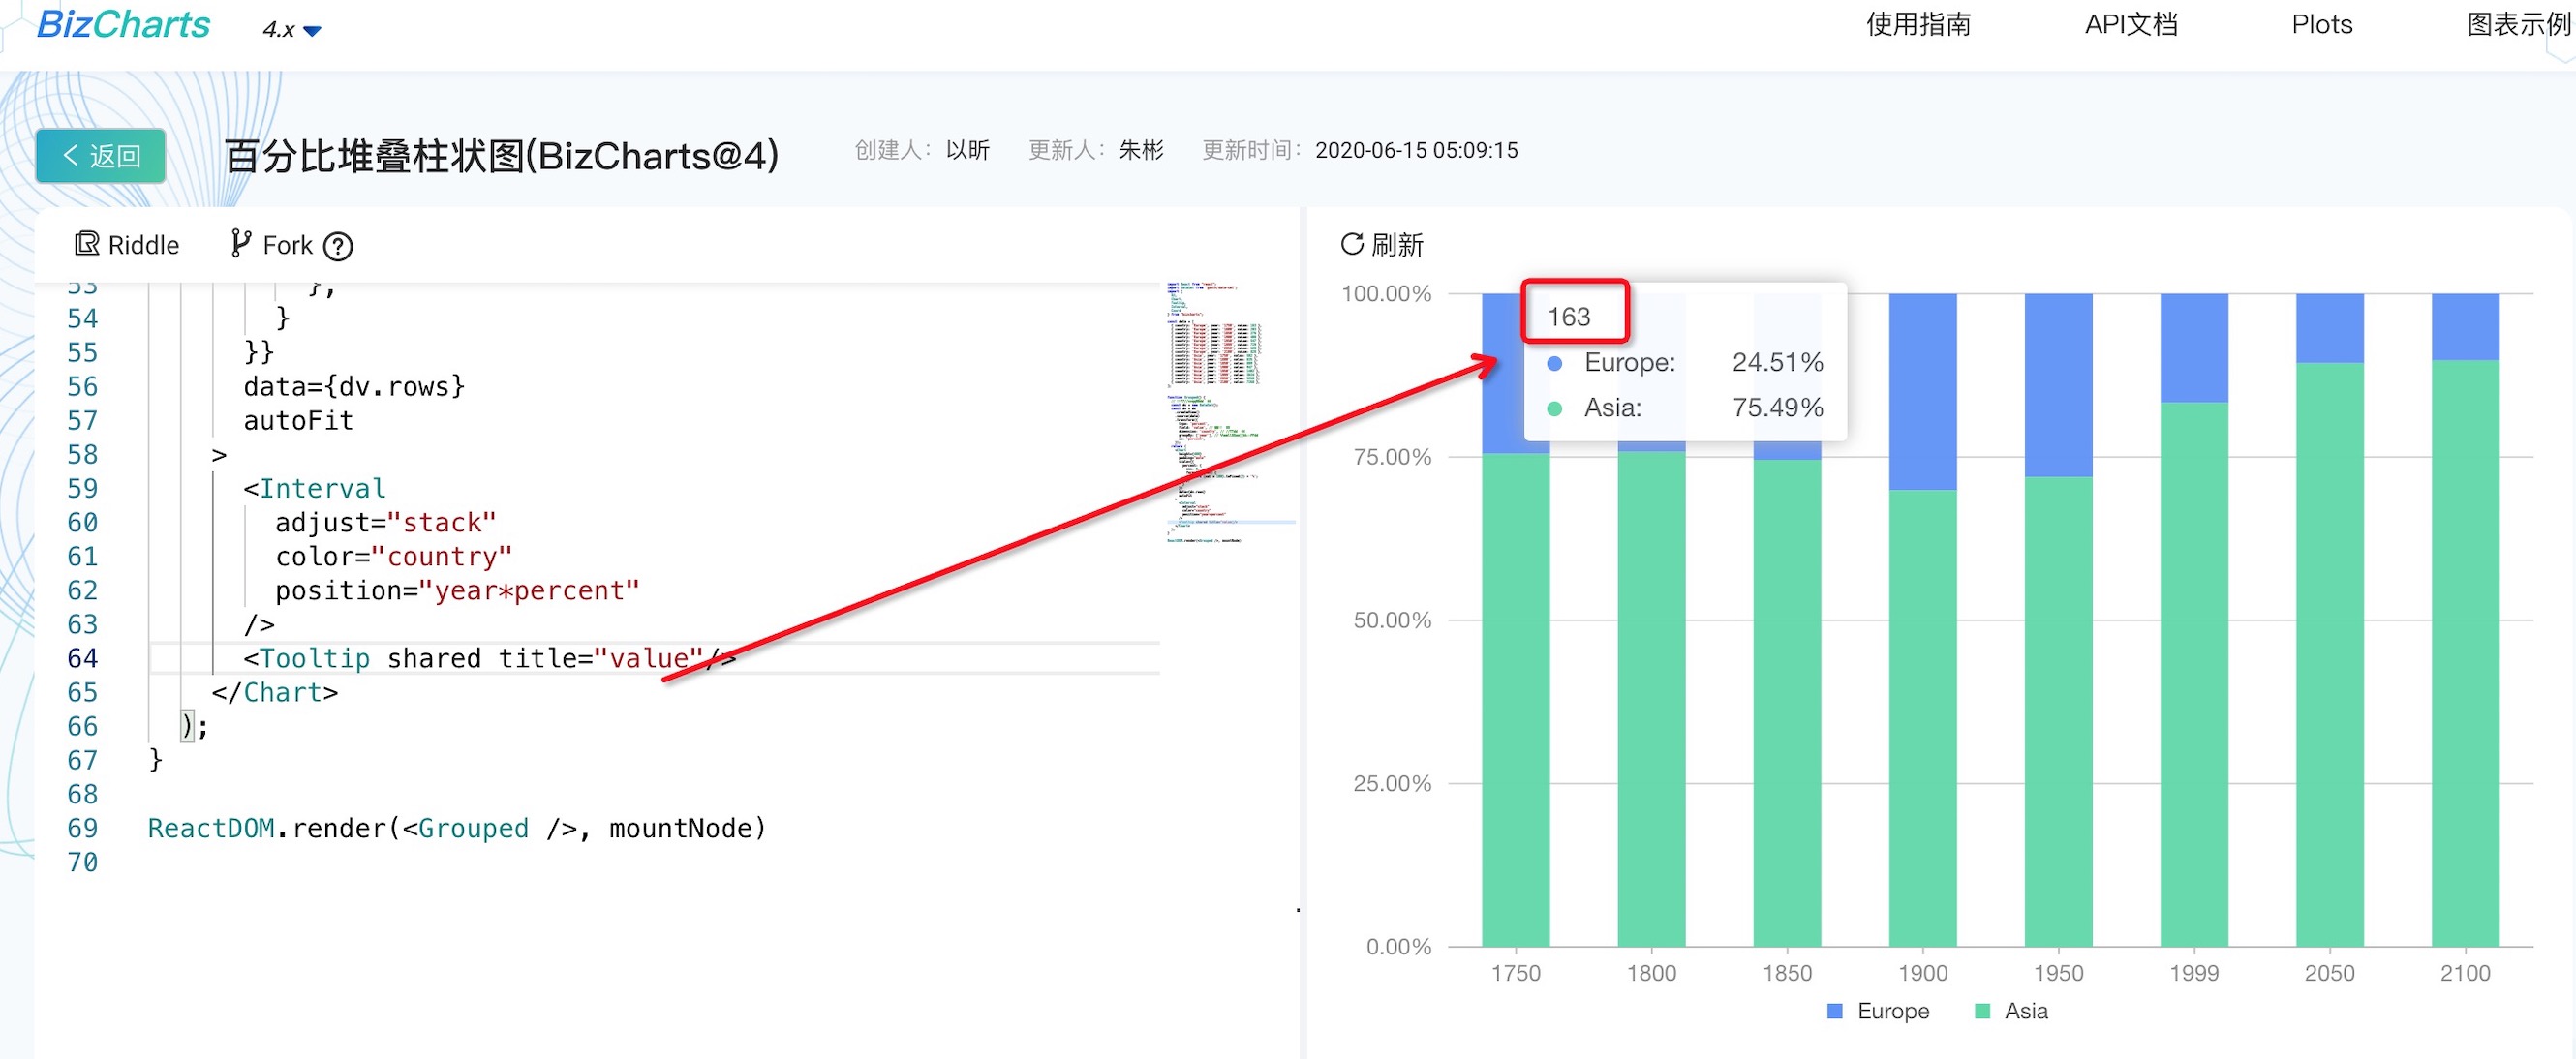 BizCharts
4.x
使用指南
API文档
Plots
图表示例
返回
百分比堆叠柱状图(BizCharts@4)
创建人： 以昕
更新人： 朱彬
更新时间： 2020-06-15 05:09:15
Riddle
Fork
刷新
53 },
54 }
55 }}
56 data={dv.rows}
57 autoFit
58 >
59 <Interval
60 adjust="stack"
61 color="country"
62 position="year*percent"
63 />
64 <Tooltip shared title="value"/>
65 </Chart>
66 );
67 }
68
69 ReactDOM.render(<Grouped />, mountNode)
70
163
Europe: 24.51%
Asia: 75.49%
100.00%
75.00%
50.00%
25.00%
0.00%
1750 1800 1850 1900 1950 1999 2050 2100
Europe Asia